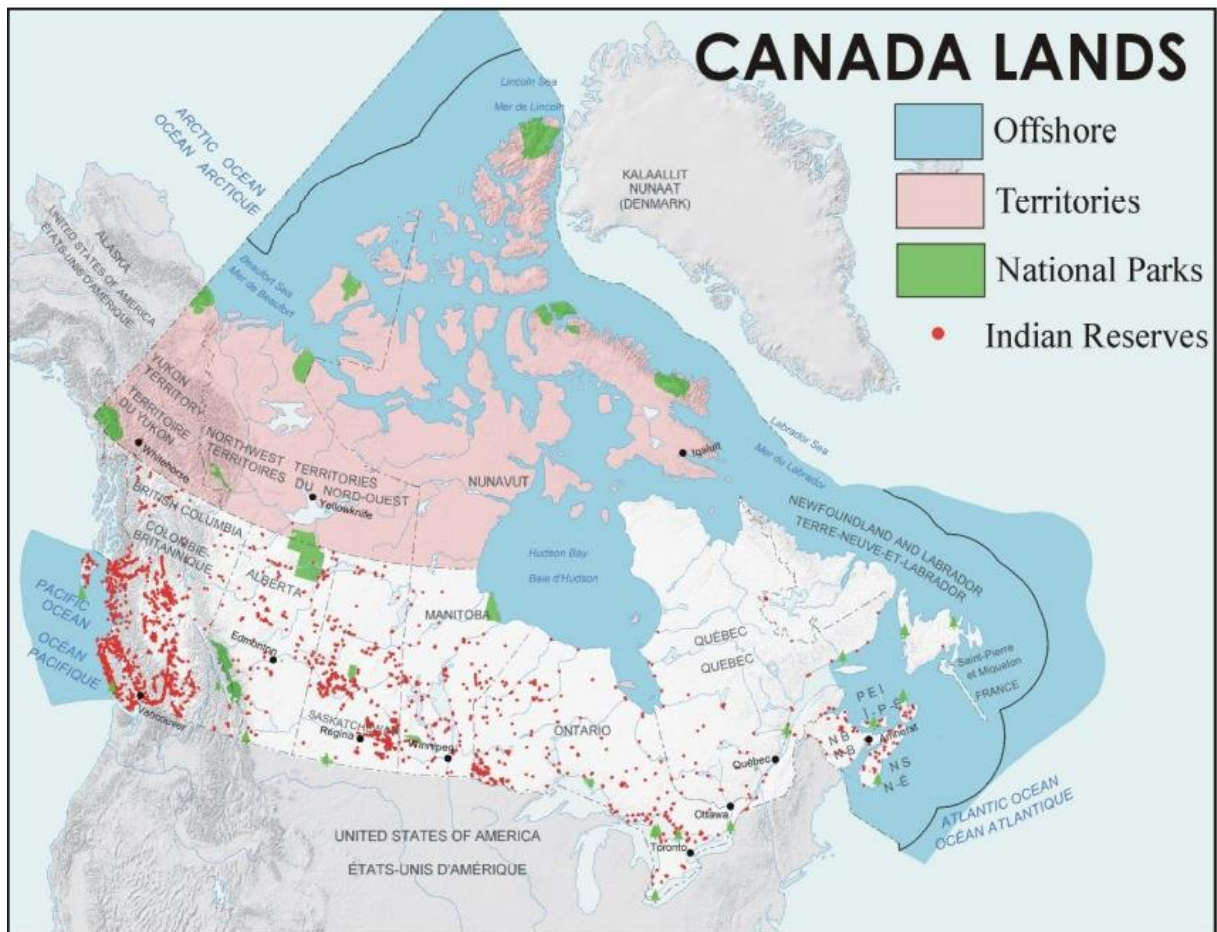 CANADA LANDS
Offshore
Territories
National Parks
Indian Reserves
Lincoln Sea
Mer de Lincoln
ARCTIC OCEAN
OCÉAN ARCTIQUE
KALAALLIT
NUNAAT
(DENMARK)
ALASKA
UNITED STATES OF AMERICA
ÉTATS-UNIS D'AMÉRIQUE
Beaufort Sea
Mer de Beaufort
YUKON
TERRITORY
TERRITOIRE
DU YUKON
Whitehorse
NORTHWEST TERRITORIES
TERRITOIRES DU NORD-OUEST
Yellowknife
NUNAVUT
Iqaluit
Labrador Sea
Mer du Labrador
NEWFOUNDLAND AND LABRADOR
TERRE-NEUVE-ET-LABRADOR
BRITISH COLUMBIA
COLOMBIE-
BRITANNIQUE
ALBERTA
Hudson Bay
Baie d'Hudson
MANITOBA
PACIFIC
OCEAN
OCÉAN
PACIFIQUE
Edmonton
QUÉBEC
QUEBEC
Saint-Pierre
et Miquelon
FRANCE
Vancouver
SASKATCHEWAN
Regina
Winnipeg
ONTARIO
P E I
Î -P -É
Amherst
N B
N -B
N S
N -É
Québec
Ottawa
Toronto
ATLANTIC OCEAN
OCÉAN ATLANTIQUE
UNITED STATES OF AMERICA
ÉTATS-UNIS D'AMÉRIQUE